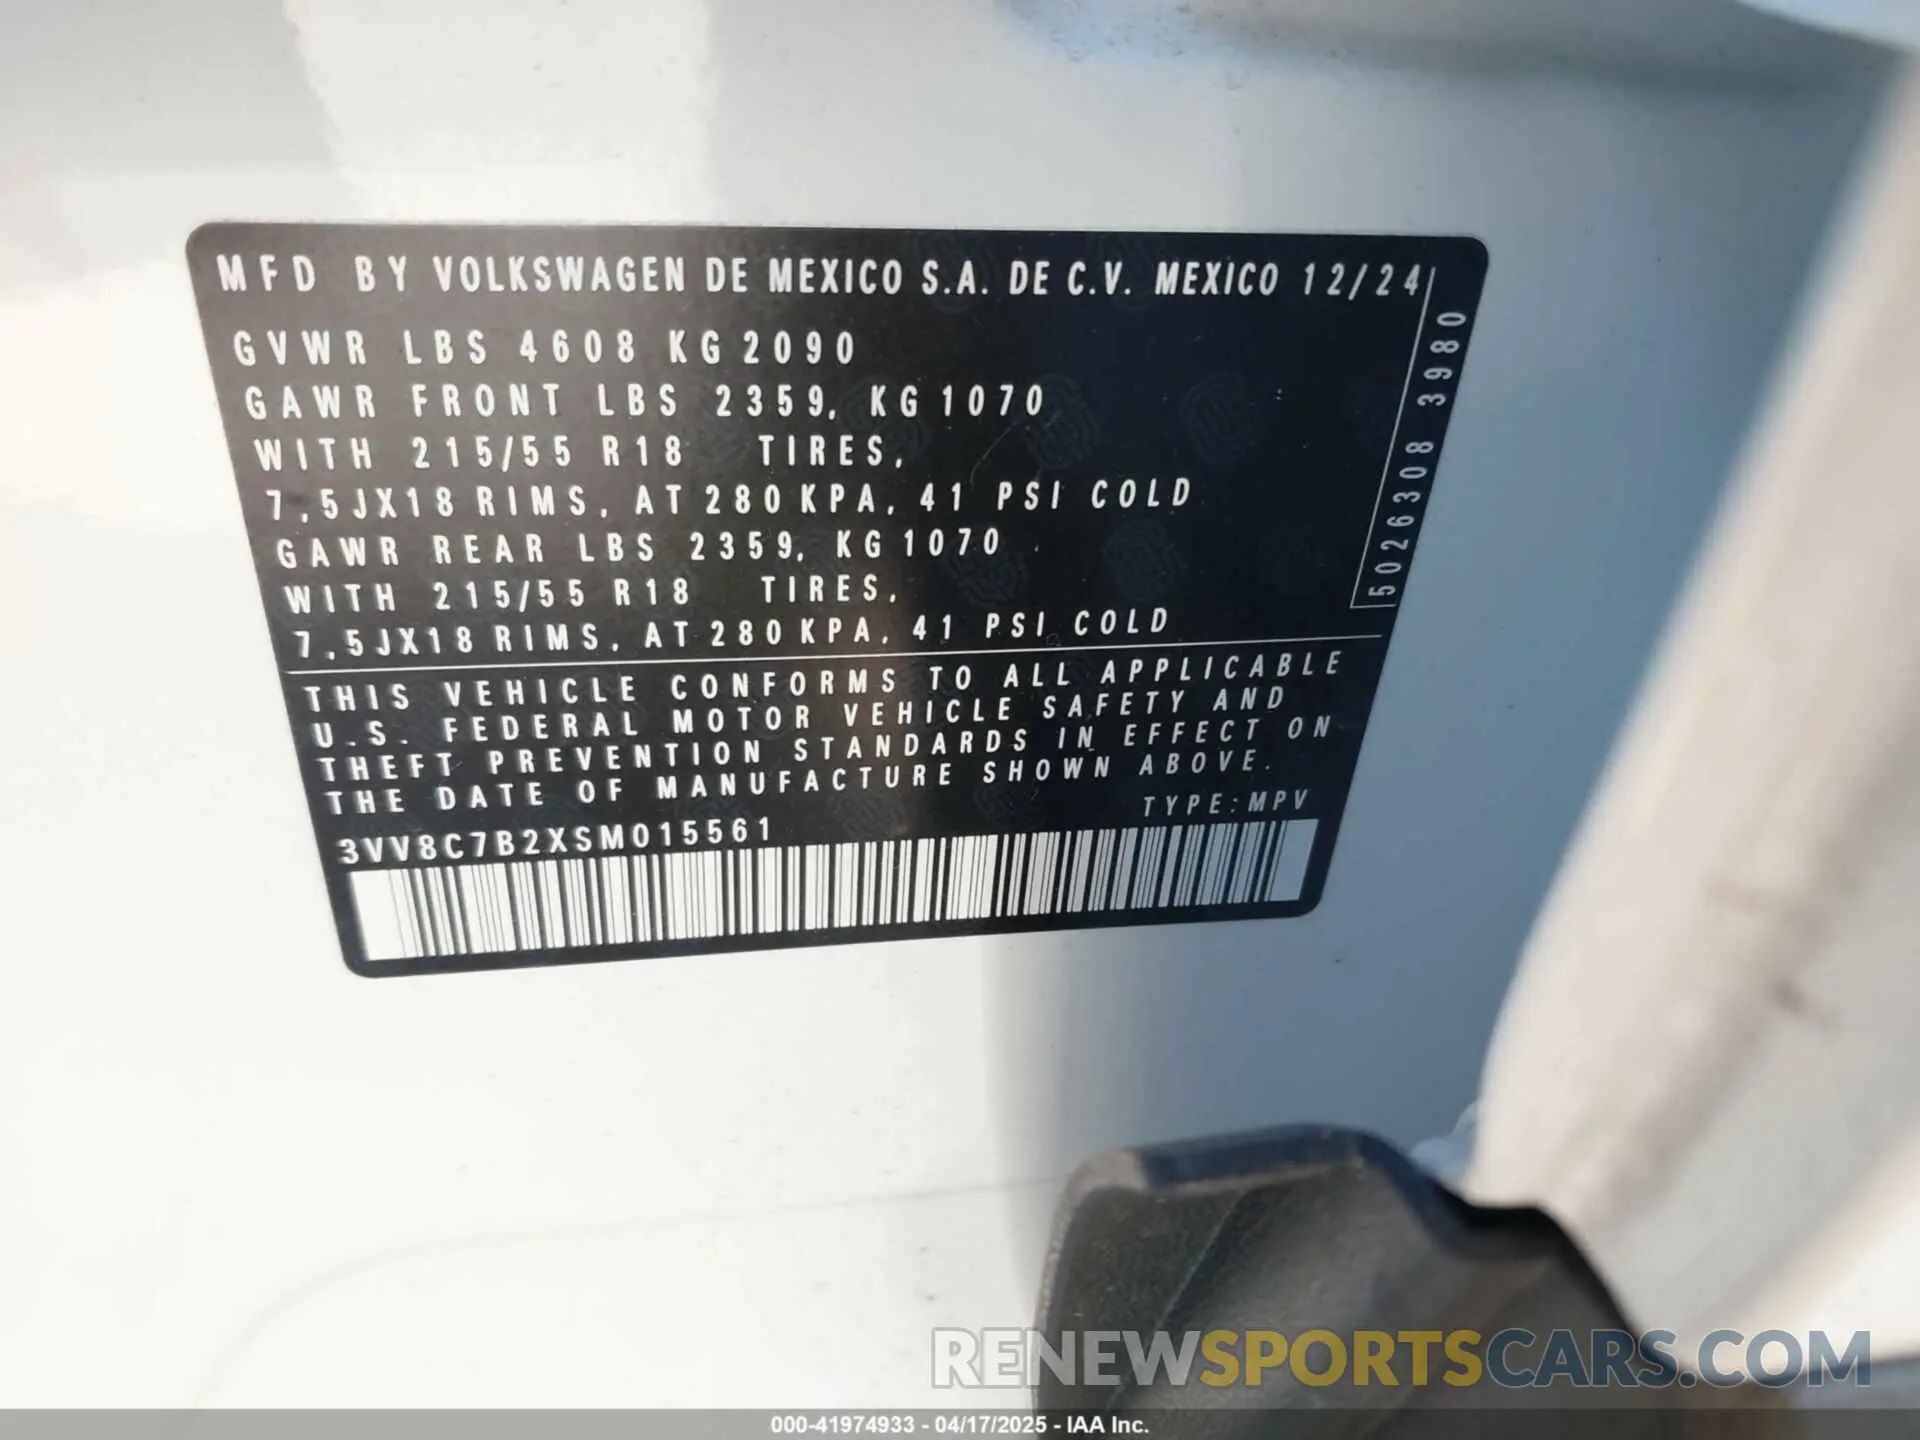 MFD BY VOLKSWAGEN DE MEXICO S.A. DE C.V. MEXICO 12/24
GVWR LBS 4608 KG 2090
GAWR FRONT LBS 2359, KG 1070
WITH 215/55 R18 TIRES,
7,5JX18 RIMS, AT 280 KPA, 41 PSI COLD
GAWR REAR LBS 2359, KG 1070
WITH 215/55 R18 TIRES,
7,5JX18 RIMS, AT 280 KPA, 41 PSI COLD
5026308 3980
THIS VEHICLE CONFORMS TO ALL APPLICABLE
U.S. FEDERAL MOTOR VEHICLE SAFETY AND
THEFT PREVENTION STANDARDS IN EFFECT ON
THE DATE OF MANUFACTURE SHOWN ABOVE.
TYPE:MPV
3VV8C7B2XSM015561
RENEWSPORTSCARS.COM
000-41974933 - 04/17/2025 - IAA Inc.